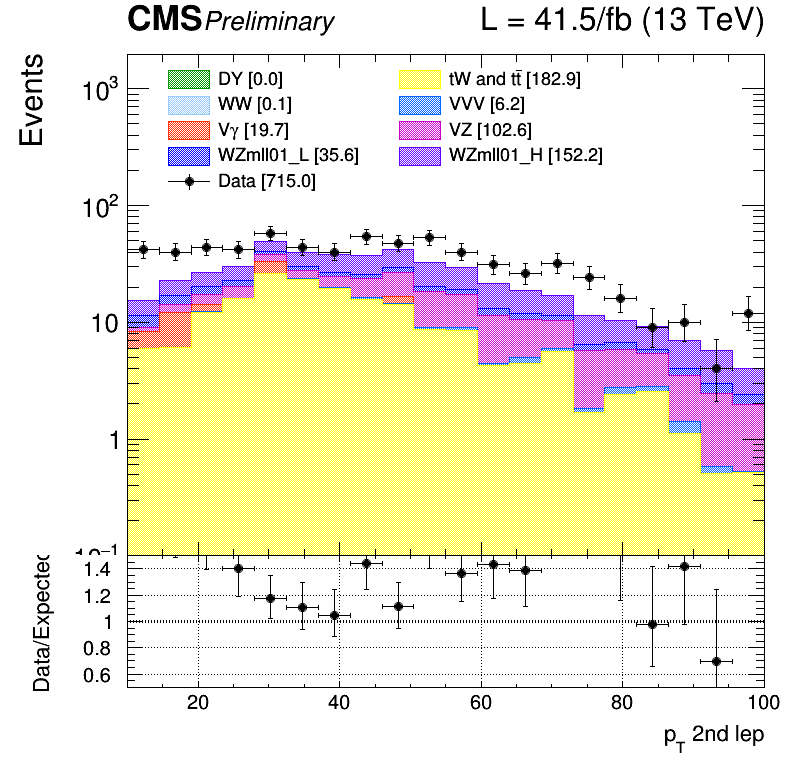 CMS Preliminary L = 41.5/fb (13 TeV)
Events
DY [0.0]
tW and tt̄ [182.9]
WW [0.1]
VVV [6.2]
Vγ [19.7]
VZ [102.6]
WZmll01_L [35.6]
WZmll01_H [152.2]
Data [715.0]
10³
10²
10
1
10⁻¹
Data/Expected
1.4
1.2
1
0.8
0.6
20 40 60 80 100
p_T 2nd lep